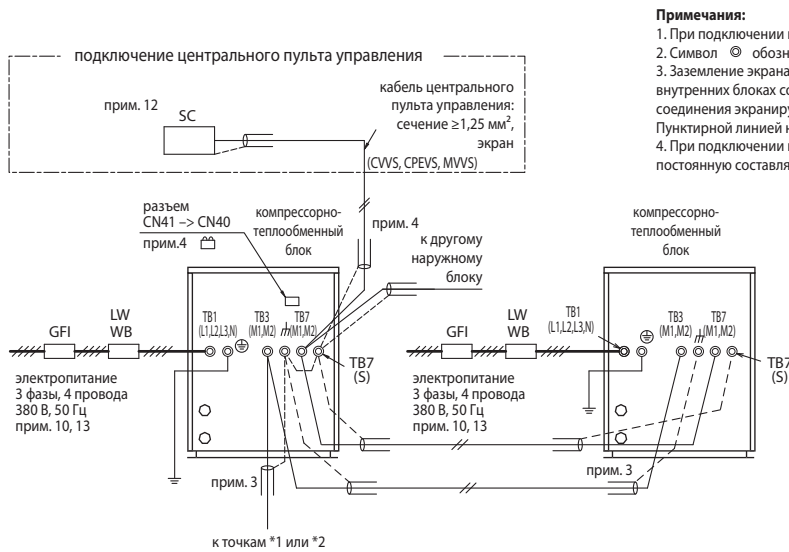 Примечания:
1. При подключении
2. Символ ◎ обозн
3. Заземление экрана
внутренних блоках со
соединения экраниру
Пунктирной линией
4. При подключении
постоянную составля
подключение центрального пульта управления
прим. 12
SC
кабель центрального
пульта управления:
сечение ≥1,25 мм²,
экран
(CVVS, CPEVS, MVVS)
разъем
CN41 –> CN40
прим.4
компрессорно-
теплообменный
блок
прим. 4
к другому
наружному
блоку
компрессорно-
теплообменный
блок
GFI
LW
WB
TB1
(L1,L2,L3,N)
TB3
(M1,M2)
TB7
(M1,M2)
TB7
(S)
электропитание
3 фазы, 4 провода
380 В, 50 Гц
прим. 10, 13
GFI
LW
WB
TB1
(L1,L2,L3,N)
TB3
(M1,M2)
TB7
(M1,M2)
TB7
(S)
электропитание
3 фазы, 4 провода
380 В, 50 Гц
прим. 10, 13
прим. 3
прим. 3
к точкам *1 или *2